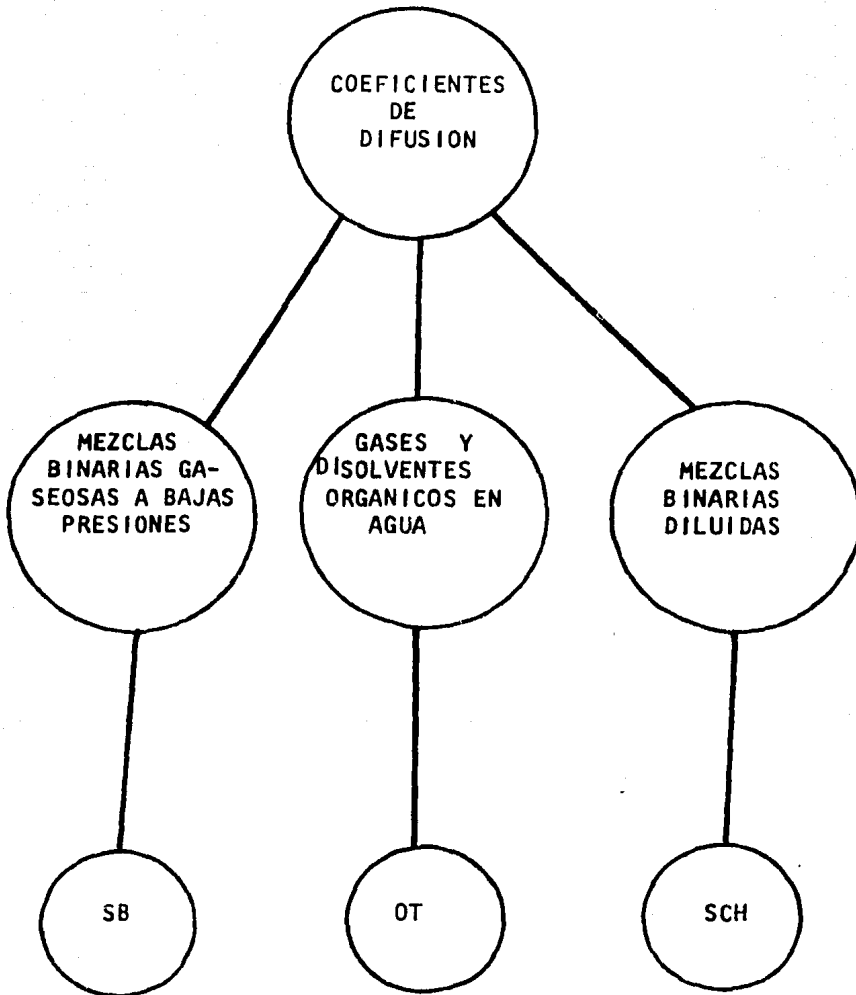 COEFICIENTES
DE
DIFUSION
MEZCLAS
BINARIAS GA-
SEOSAS A BAJAS
PRESIONES
GASES Y
DISOLVENTES
ORGANICOS EN
AGUA
MEZCLAS
BINARIAS
DILUIDAS
SB
OT
SCH